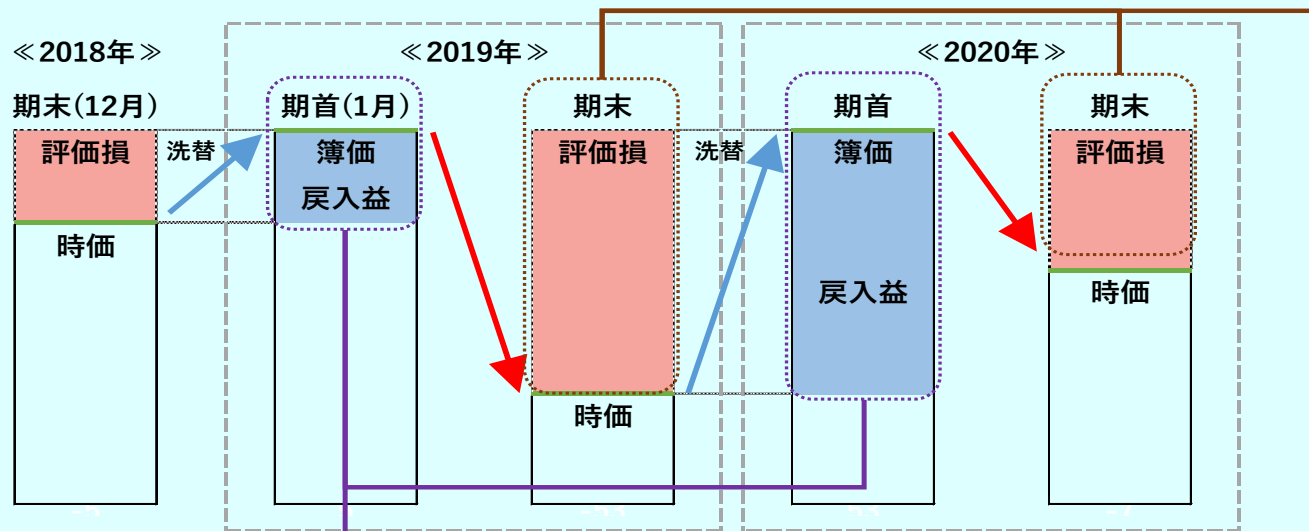 ≪2018年≫
≪2019年≫
≪2020年≫
期末(12月)
期首(1月)
期末
期首
期末
評価損
洗替
簿価
評価損
洗替
簿価
評価損
戻入益
時価
戻入益
時価
時価